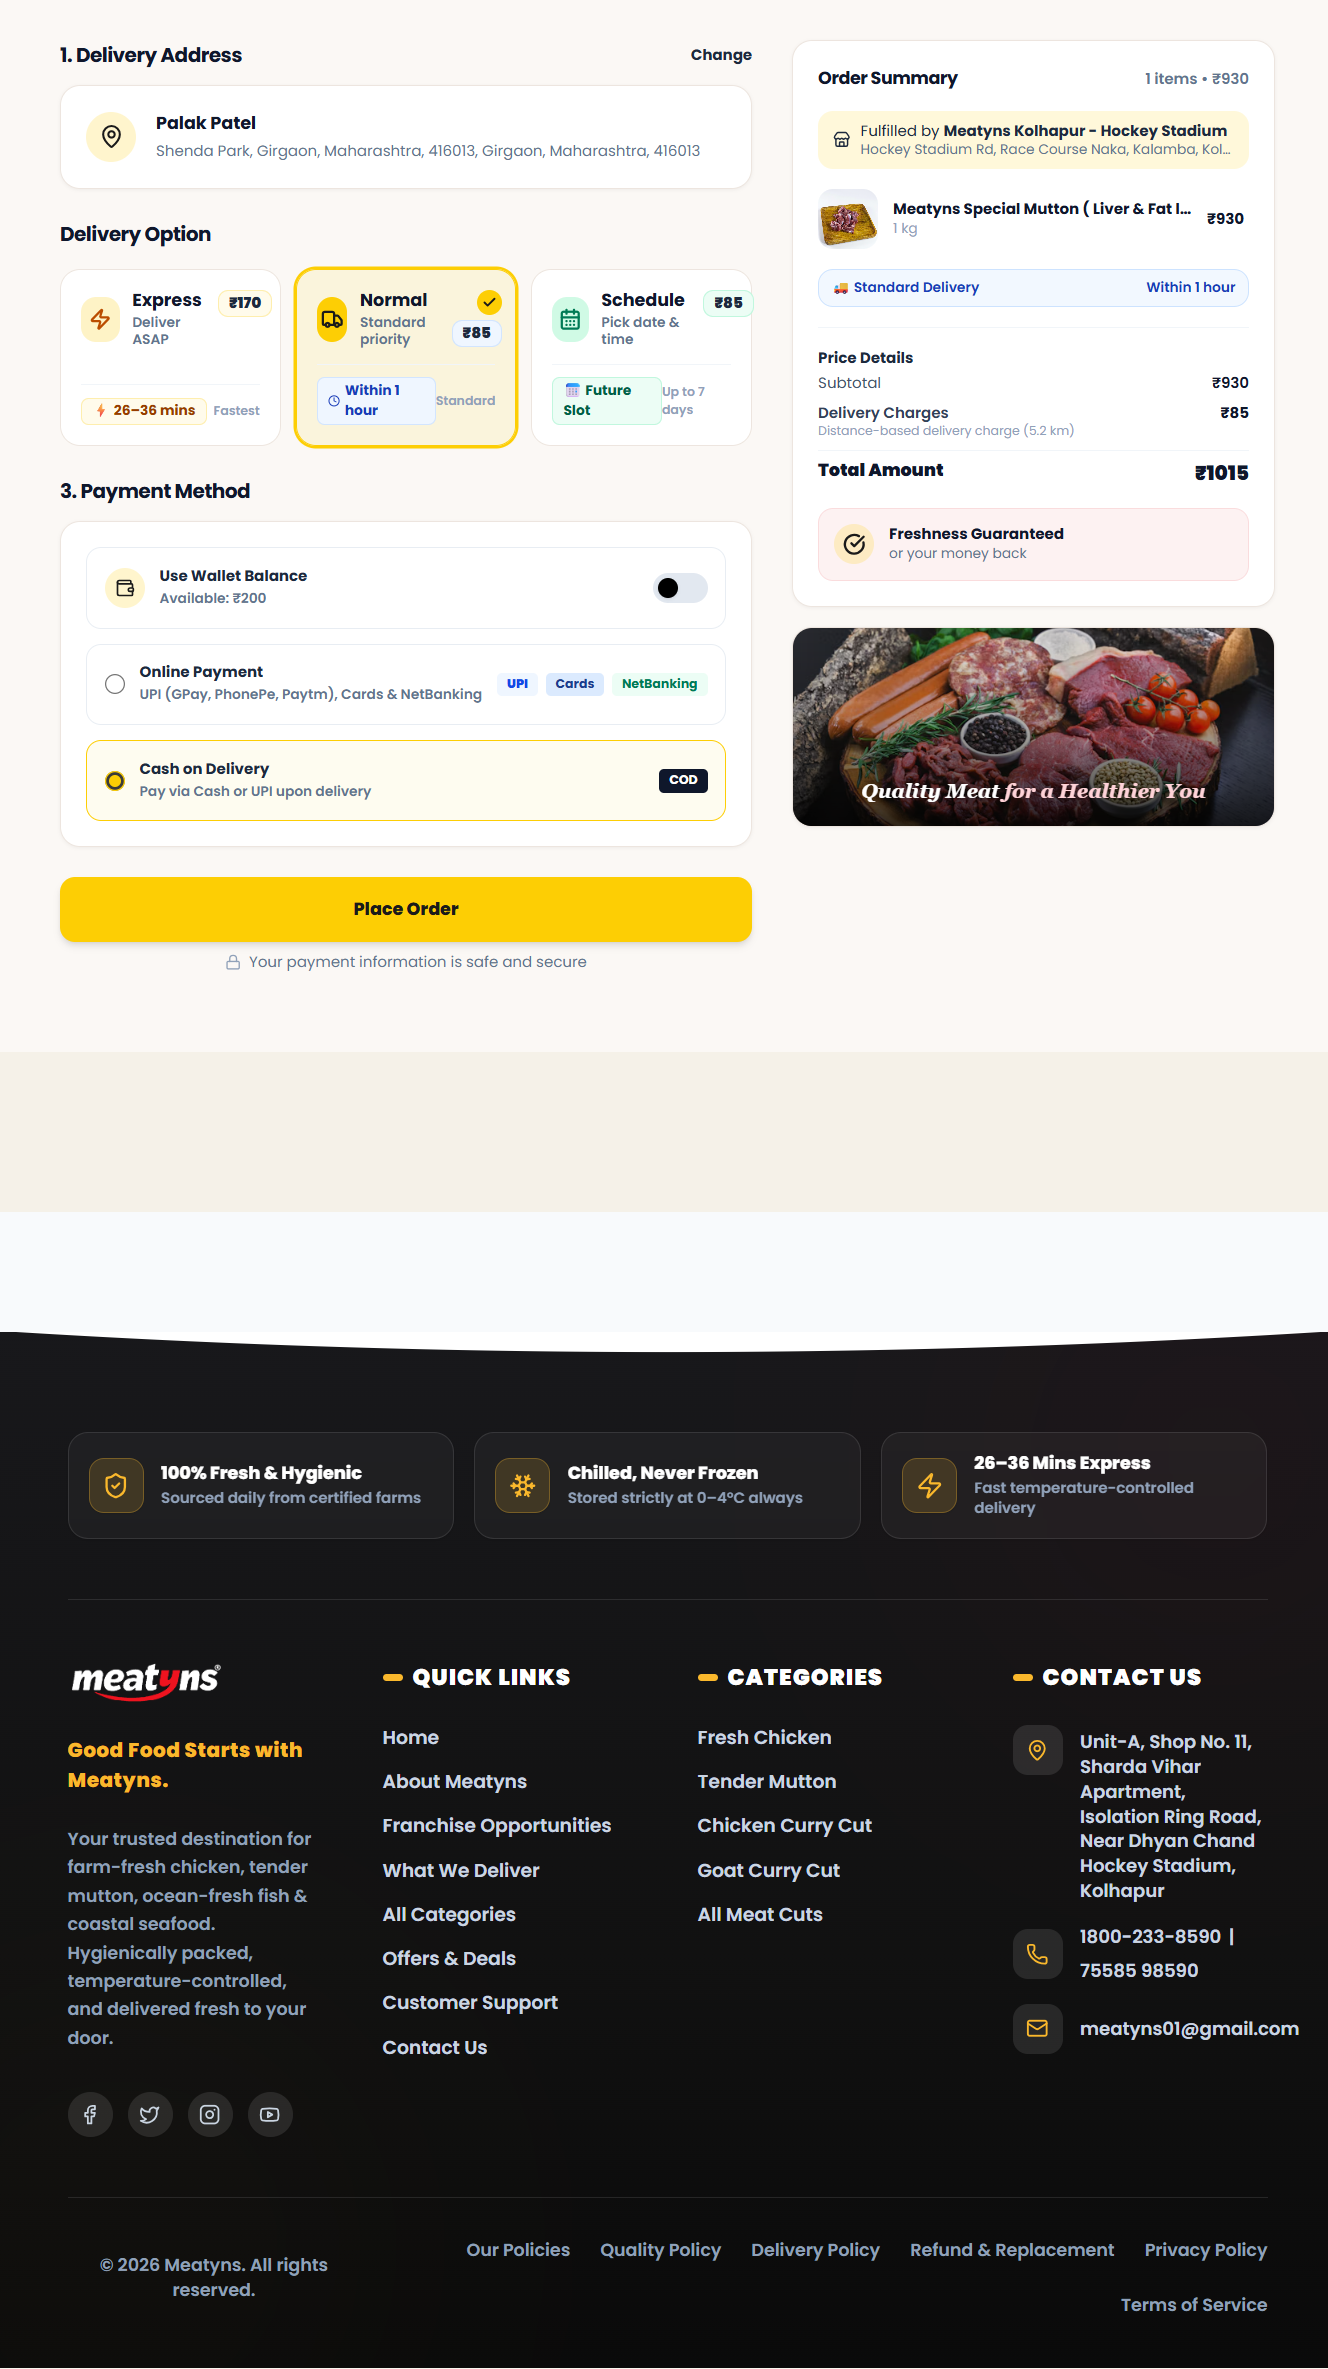 1. Delivery Address
Change
Palak Patel
Shenda Park, Girgaon, Maharashtra, 416013, Girgaon, Maharashtra, 416013
Delivery Option
Express
₹170
Deliver
ASAP
26–36 mins
Fastest
Normal
Standard
priority
₹85
Within 1
hour
Standard
Schedule
₹85
Pick date &
time
Future
Slot
Up to 7
days
3. Payment Method
Use Wallet Balance
Available: ₹200
Online Payment
UPI (GPay, PhonePe, Paytm), Cards & NetBanking
UPI
Cards
NetBanking
Cash on Delivery
Pay via Cash or UPI upon delivery
COD
Place Order
Your payment information is safe and secure
Order Summary
1 items • ₹930
Fulfilled by Meatyns Kolhapur - Hockey Stadium
Hockey Stadium Rd, Race Course Naka, Kalamba, Kol...
Meatyns Special Mutton ( Liver & Fat I...
1 kg
₹930
Standard Delivery
Within 1 hour
Price Details
Subtotal
₹930
Delivery Charges
₹85
Distance-based delivery charge (5.2 km)
Total Amount
₹1015
Freshness Guaranteed
or your money back
Quality Meat for a Healthier You
100% Fresh & Hygienic
Sourced daily from certified farms
Chilled, Never Frozen
Stored strictly at 0–4°C always
26–36 Mins Express
Fast temperature-controlled
delivery
meatyns®
Good Food Starts with
Meatyns.
Your trusted destination for
farm-fresh chicken, tender
mutton, ocean-fresh fish &
coastal seafood.
Hygienically packed,
temperature-controlled,
and delivered fresh to your
door.
QUICK LINKS
Home
About Meatyns
Franchise Opportunities
What We Deliver
All Categories
Offers & Deals
Customer Support
Contact Us
CATEGORIES
Fresh Chicken
Tender Mutton
Chicken Curry Cut
Goat Curry Cut
All Meat Cuts
CONTACT US
Unit-A, Shop No. 11,
Sharda Vihar
Apartment,
Isolation Ring Road,
Near Dhyan Chand
Hockey Stadium,
Kolhapur
1800-233-8590 |
75585 98590
meatyns01@gmail.com
© 2026 Meatyns. All rights
reserved.
Our Policies
Quality Policy
Delivery Policy
Refund & Replacement
Privacy Policy
Terms of Service